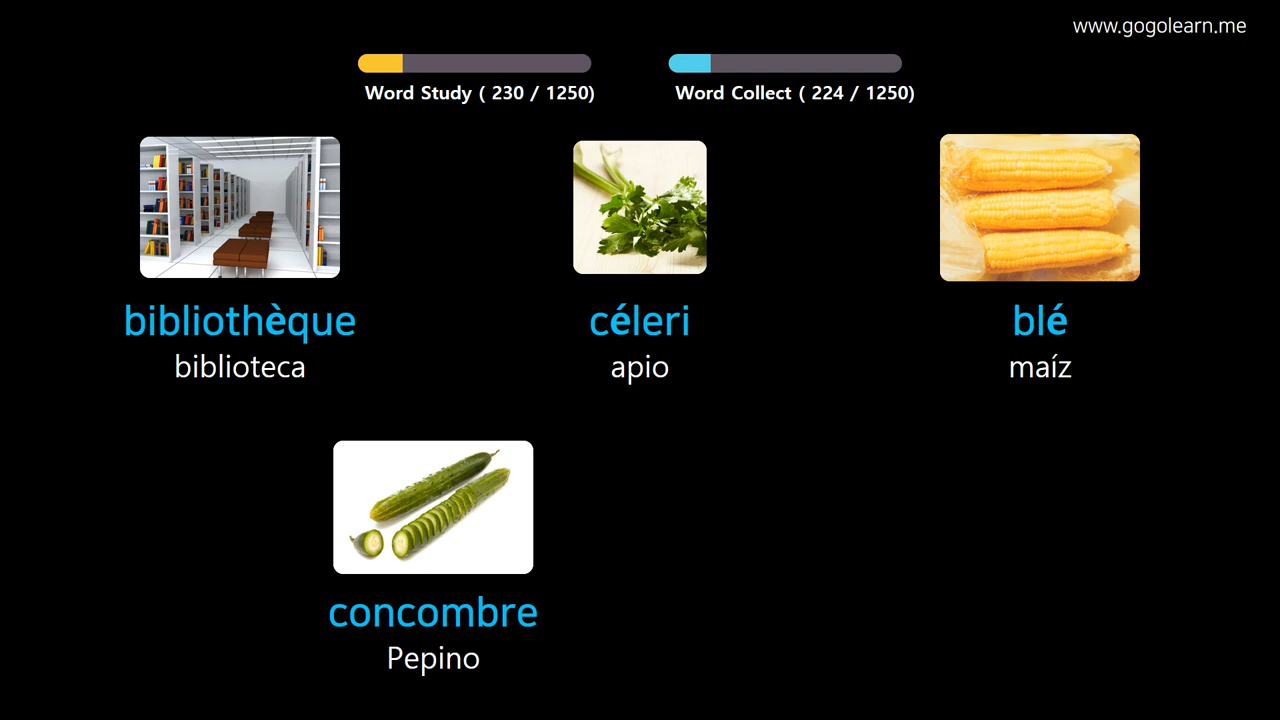 www.gogolearn.me
Word Study ( 230 / 1250)
Word Collect ( 224 / 1250)
bibliothèque
biblioteca
céleri
apio
blé
maíz
concombre
Pepino